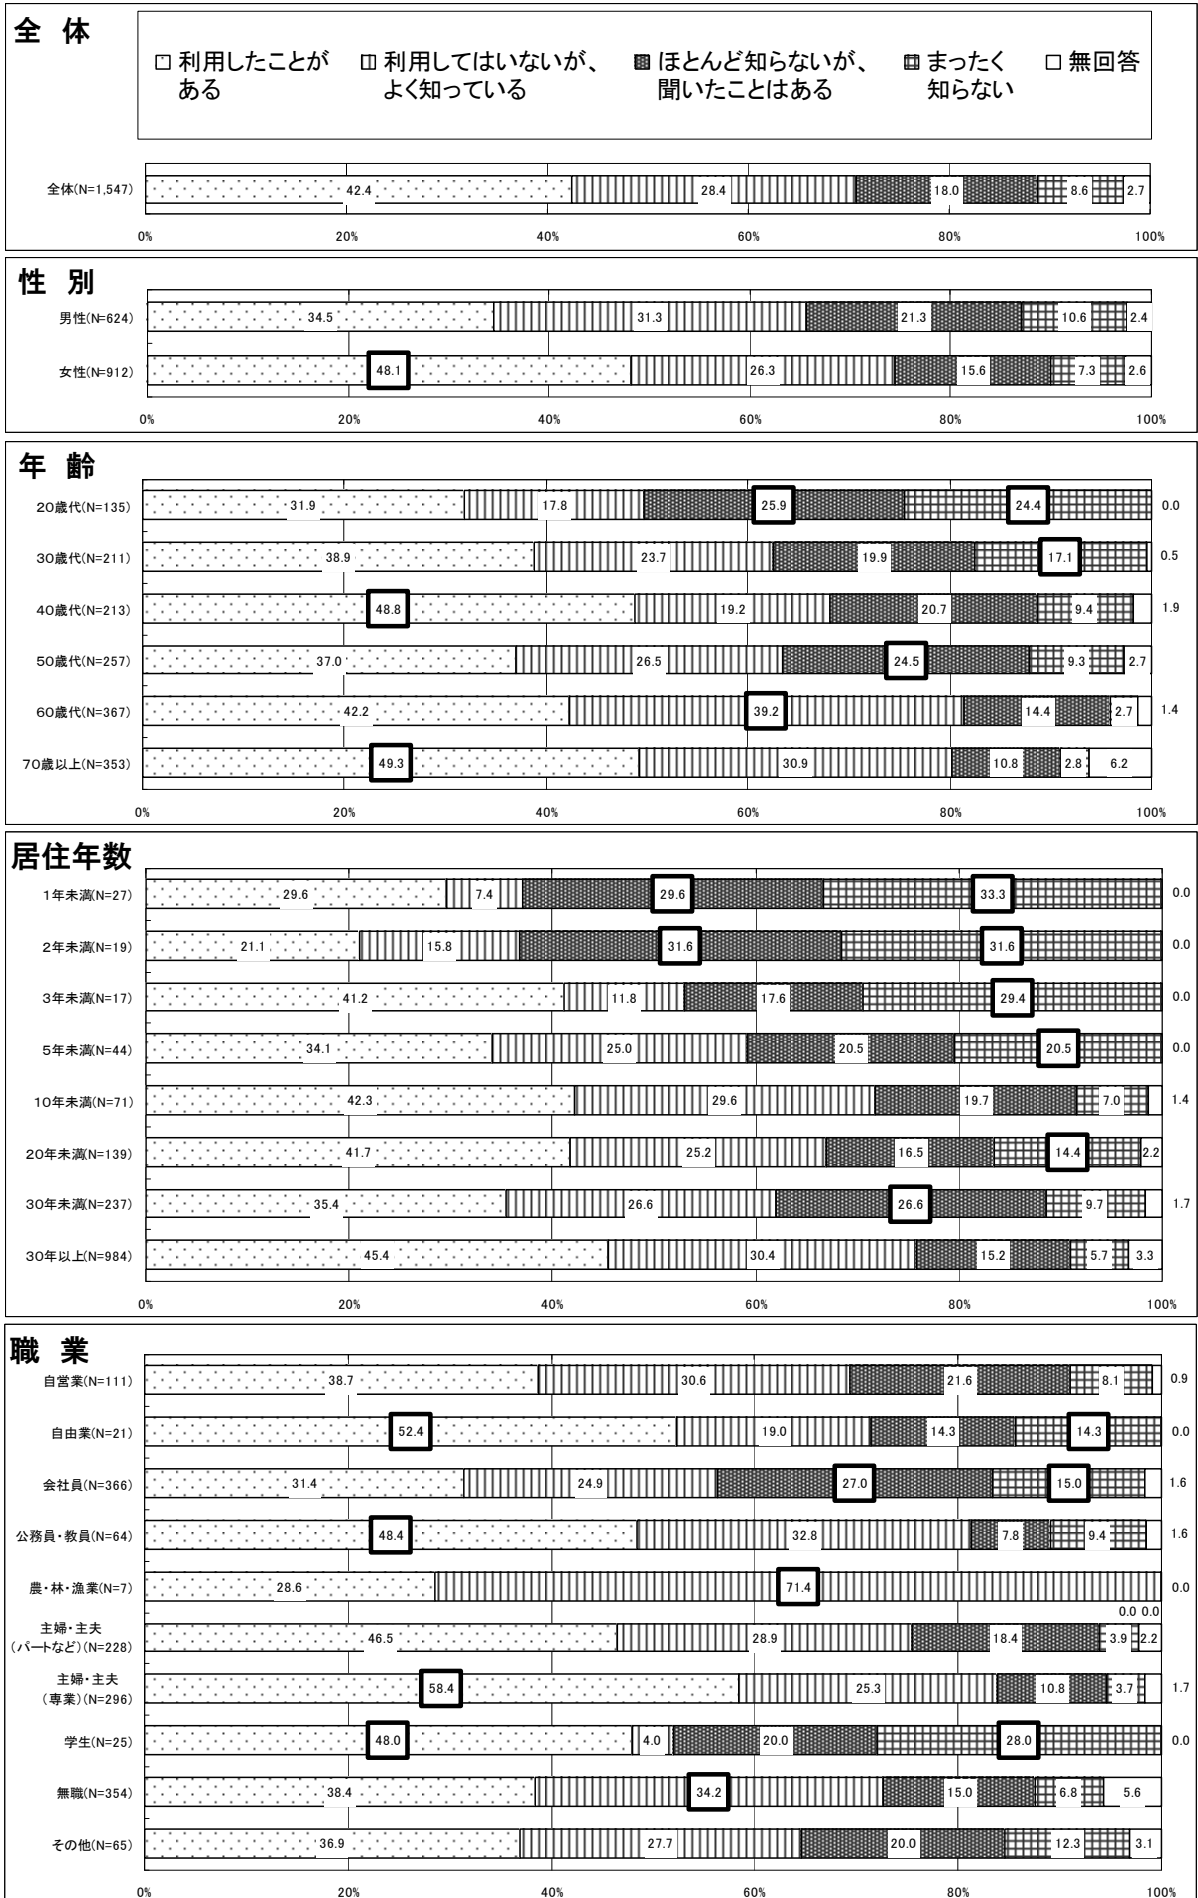 全 体
利用したことが
ある
利用してはいないが、
よく知っている
ほとんど知らないが、
聞いたことはある
まったく
知らない
無回答
全体(N=1,547) 42.4 28.4 18.0 8.6 2.7
0% 20% 40% 60% 80% 100%
性 別
男性(N=624) 34.5 31.3 21.3 10.6 2.4
女性(N=912) 48.1 26.3 15.6 7.3 2.6
0% 20% 40% 60% 80% 100%
年 齢
20歳代(N=135) 31.9 17.8 25.9 24.4 0.0
30歳代(N=211) 38.9 23.7 19.9 17.1 0.5
40歳代(N=213) 48.8 19.2 20.7 9.4 1.9
50歳代(N=257) 37.0 26.5 24.5 9.3 2.7
60歳代(N=367) 42.2 39.2 14.4 2.7 1.4
70歳以上(N=353) 49.3 30.9 10.8 2.8 6.2
0% 20% 40% 60% 80% 100%
居住年数
1年未満(N=27) 29.6 7.4 29.6 33.3 0.0
2年未満(N=19) 21.1 15.8 31.6 31.6 0.0
3年未満(N=17) 41.2 11.8 17.6 29.4 0.0
5年未満(N=44) 34.1 25.0 20.5 20.5 0.0
10年未満(N=71) 42.3 29.6 19.7 7.0 1.4
20年未満(N=139) 41.7 25.2 16.5 14.4 2.2
30年未満(N=237) 35.4 26.6 26.6 9.7 1.7
30年以上(N=984) 45.4 30.4 15.2 5.7 3.3
0% 20% 40% 60% 80% 100%
職 業
自営業(N=111) 38.7 30.6 21.6 8.1 0.9
自由業(N=21) 52.4 19.0 14.3 14.3 0.0
会社員(N=366) 31.4 24.9 27.0 15.0 1.6
公務員・教員(N=64) 48.4 32.8 7.8 9.4 1.6
農・林・漁業(N=7) 28.6 71.4 0.0
0.0 0.0
主婦・主夫
(パートなど)(N=228) 46.5 28.9 18.4 3.9 2.2
主婦・主夫
(専業)(N=296) 58.4 25.3 10.8 3.7 1.7
学生(N=25) 48.0 4.0 20.0 28.0 0.0
無職(N=354) 38.4 34.2 15.0 6.8 5.6
その他(N=65) 36.9 27.7 20.0 12.3 3.1
0% 20% 40% 60% 80% 100%